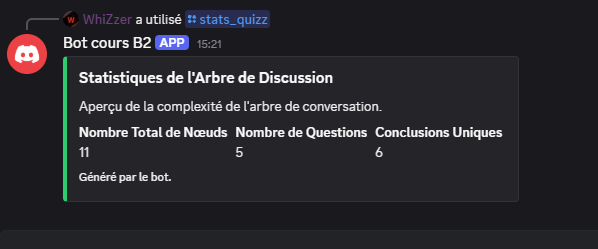 WhiZzer a utilisé stats_quizz
Bot cours B2 APP 15:21
Statistiques de l'Arbre de Discussion
Aperçu de la complexité de l'arbre de conversation.
Nombre Total de Nœuds Nombre de Questions Conclusions Uniques
11 5 6
Généré par le bot.